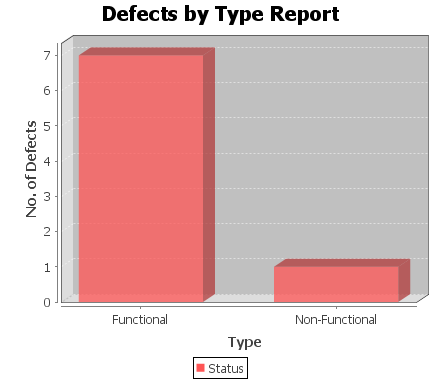 Defects by Type Report
7
6
5
4
3
2
1
0
No. of Defects
Functional
Non-Functional
Type
Status